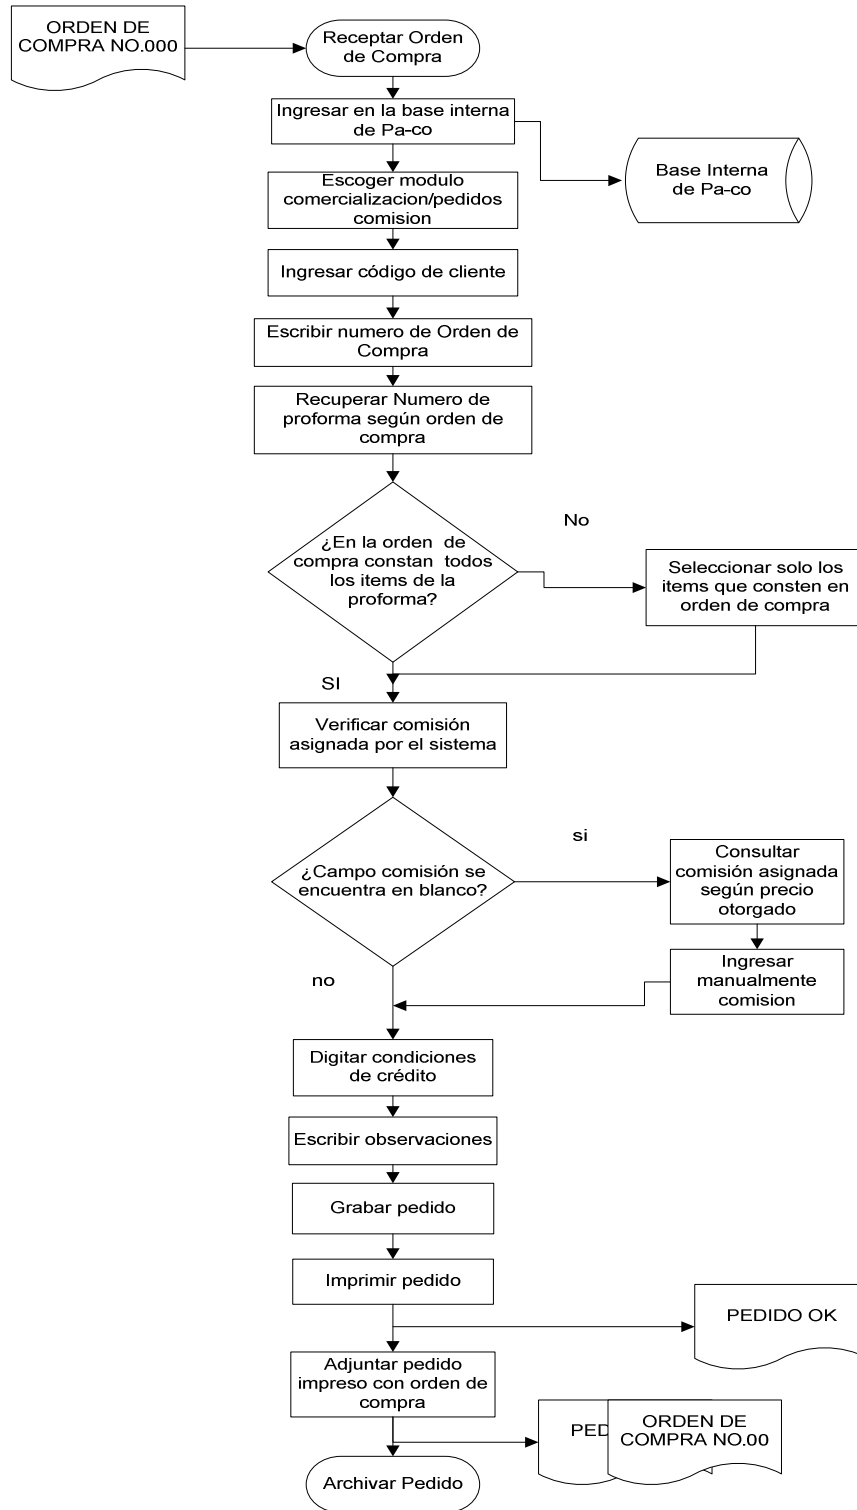 ORDEN DE
COMPRA NO.000
Receptar Orden
de Compra
Ingresar en la base interna
de Pa-co
Base Interna
de Pa-co
Escoger modulo
comercializacion/pedidos
comision
Ingresar código de cliente
Escribir numero de Orden de
Compra
Recuperar Numero de
proforma según orden de
compra
¿En la orden de
compra constan todos
los items de la
proforma?
No
Seleccionar solo los
items que consten en
orden de compra
SI
Verificar comisión
asignada por el sistema
¿Campo comisión se
encuentra en blanco?
si
Consultar
comisión asignada
según precio
otorgado
Ingresar
manualmente
comision
no
Digitar condiciones
de crédito
Escribir observaciones
Grabar pedido
Imprimir pedido
PEDIDO OK
Adjuntar pedido
impreso con orden de
compra
PED
ORDEN DE
COMPRA NO.00
Archivar Pedido